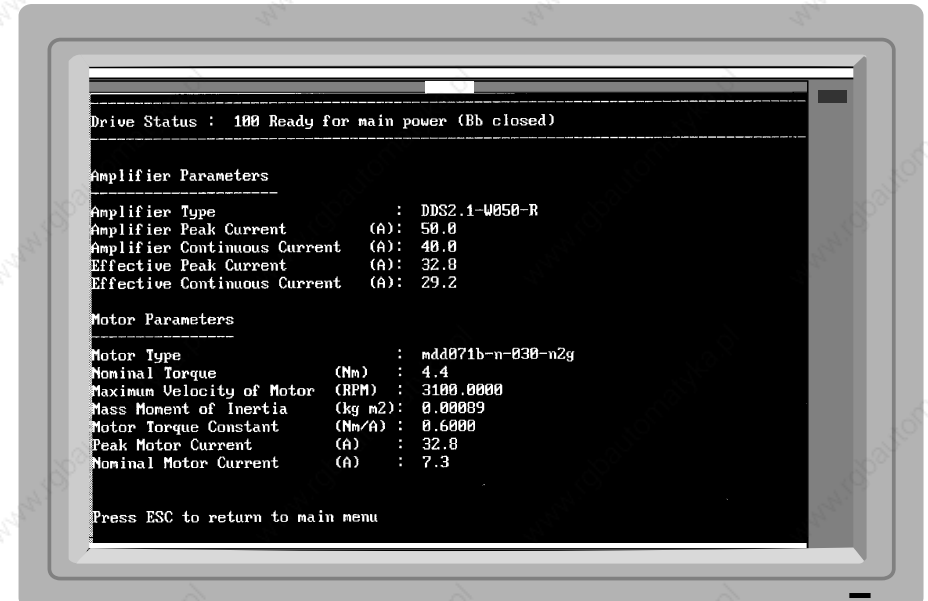 Drive Status :  100 Ready for main power (Bb closed)
Amplifier Parameters
Amplifier Type : DDS2.1-W050-R
Amplifier Peak Current (A): 50.0
Amplifier Continuous Current (A): 40.0
Effective Peak Current (A): 32.8
Effective Continuous Current (A): 29.2
Motor Parameters
Motor Type : mdd071b-n-030-n2g
Nominal Torque (Nm) : 4.4
Maximum Velocity of Motor (RPM) : 3100.0000
Mass Moment of Inertia (kg m2): 0.00089
Motor Torque Constant (Nm/A) : 0.6000
Peak Motor Current (A) : 32.8
Nominal Motor Current (A) : 7.3
Press ESC to return to main menu